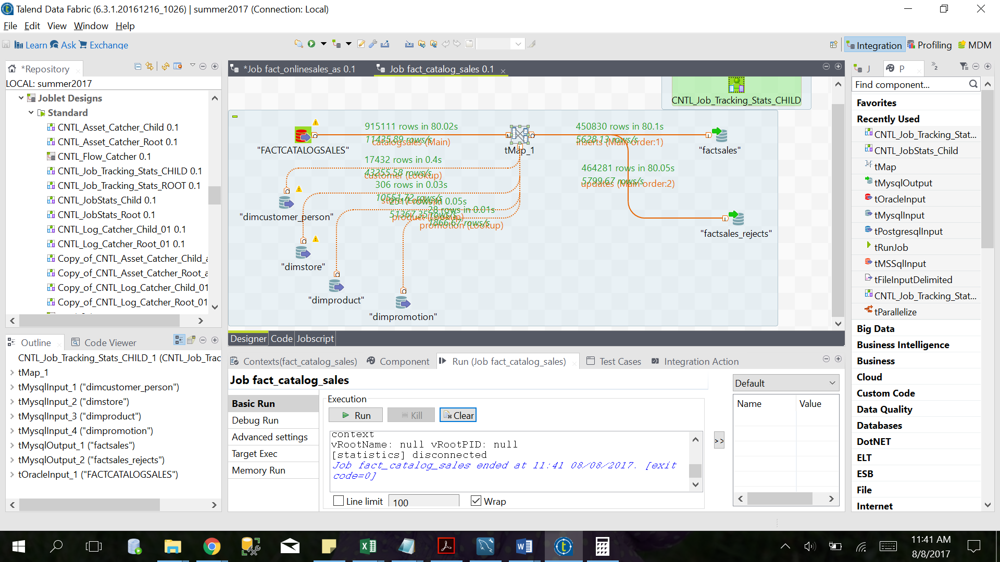 Talend Data Fabric (6.3.1.20161216_1026) | summer2017 (Connection: Local)
File Edit View Window Help
Learn Ask Exchange
Integration Profiling MDM
*Repository
LOCAL: summer2017
Joblet Designs
Standard
CNTL_Asset_Catcher_Child 0.1
CNTL_Asset_Catcher_Root 0.1
CNTL_Flow_Catcher 0.1
CNTL_Job_Tracking_Stats_CHILD 0.1
CNTL_Job_Tracking_Stats_ROOT 0.1
CNTL_JobStats_Child 0.1
CNTL_JobStats_Root 0.1
CNTL_Log_Catcher_Child_01 0.1
CNTL_Log_Catcher_Root_01 0.1
Copy_of_CNTL_Asset_Catcher_Child_a
Copy_of_CNTL_Asset_Catcher_Root_a
Copy_of_CNTL_Log_Catcher_Child_01
Copy_of_CNTL_Log_Catcher_Root_01
Outline Code Viewer
CNTL_Job_Tracking_Stats_CHILD_1 (CNTL_Job_Trac
tMap_1
tMysqlInput_1 ("dimcustomer_person")
tMysqlInput_2 ("dimstore")
tMysqlInput_3 ("dimproduct")
tMysqlInput_4 ("dimpromotion")
tMysqlOutput_1 ("factsales")
tMysqlOutput_2 ("factsales_rejects")
tOracleInput_1 ("FACTCATALOGSALES")
*Job fact_onlinesales_as 0.1 Job fact_catalog_sales 0.1
CNTL_Job_Tracking_Stats_CHILD
915111 rows in 80.02s
11435.89 rows/s
catalogsales (Main)
450830 rows in 80.1s
5628.13 rows/s
inserts (Main order:1)
"FACTCATALOGSALES"
tMap_1
"factsales"
17432 rows in 0.4s
43255.58 rows/s
customer (Lookup)
464281 rows in 80.05s
5799.67 rows/s
updates (Main order:2)
306 rows in 0.03s
10551.72 rows/s
rows in 0.05s
51367.35 rows/s
product (Lookup)
28 rows in 0.01s
1866.67 rows/s
promotion (Lookup)
"dimcustomer_person"
"factsales_rejects"
"dimstore"
"dimproduct"
"dimpromotion"
Designer Code Jobscript
Contexts(fact_catalog_sales) Component Run (Job fact_catalog_sales) Test Cases Integration Action
Job fact_catalog_sales
Basic Run
Debug Run
Advanced settings
Target Exec
Memory Run
Execution
Run Kill Clear
context
vRootName: null vRootPID: null
[statistics] disconnected
Job fact_catalog_sales ended at 11:41 08/08/2017. [exit
code=0]
Line limit 100 Wrap
>>
Default
Name Value
J P
Find component...
Favorites
Recently Used
CNTL_Job_Tracking_Stat...
CNTL_JobStats_Child
tMap
tMysqlOutput
tOracleInput
tMysqlInput
tPostgresqlInput
tRunJob
tMSSqlInput
tFileInputDelimited
CNTL_Job_Tracking_Stat...
tParallelize
Big Data
Business Intelligence
Business
Cloud
Custom Code
Data Quality
Databases
DotNET
ELT
ESB
File
Internet
11:41 AM
8/8/2017